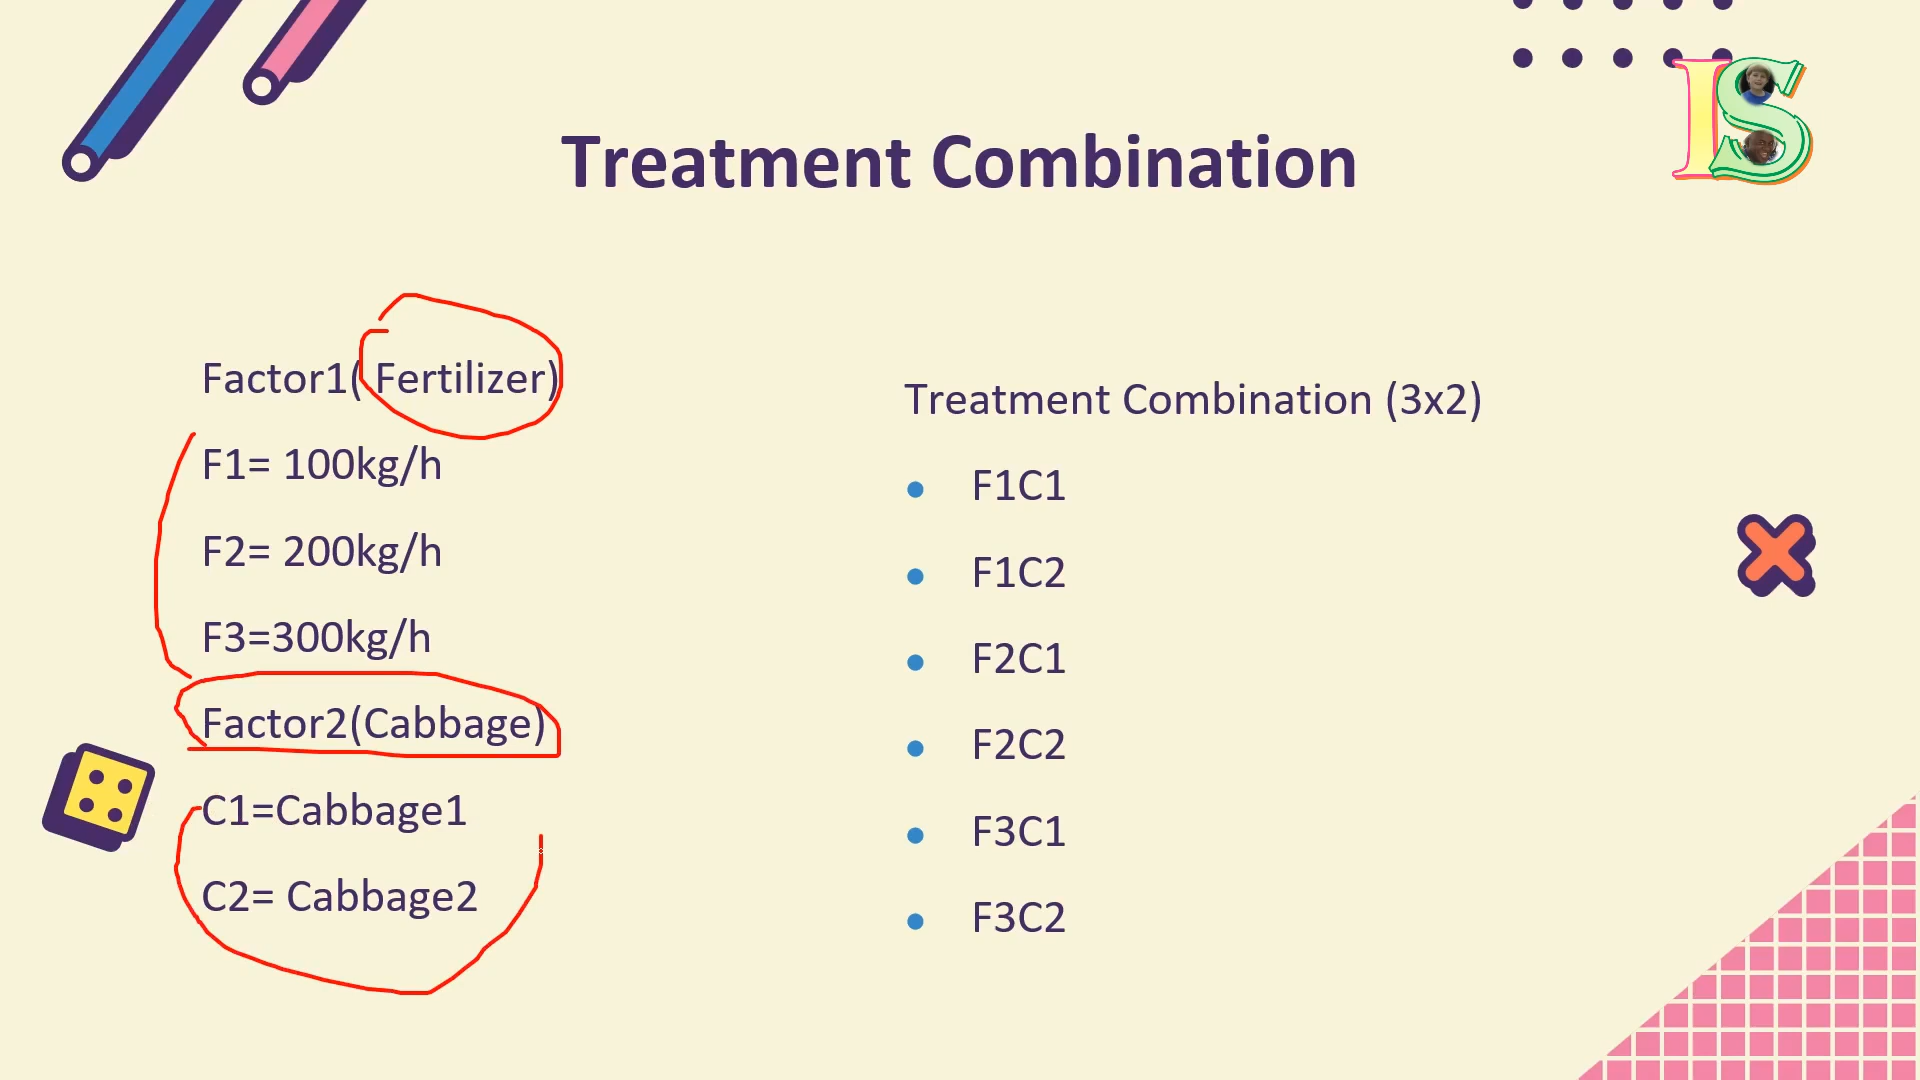 IS
Treatment Combination
Factor1( Fertilizer)
F1= 100kg/h
F2= 200kg/h
F3=300kg/h
Factor2(Cabbage)
C1=Cabbage1
C2= Cabbage2
Treatment Combination (3x2)
F1C1
F1C2
F2C1
F2C2
F3C1
F3C2